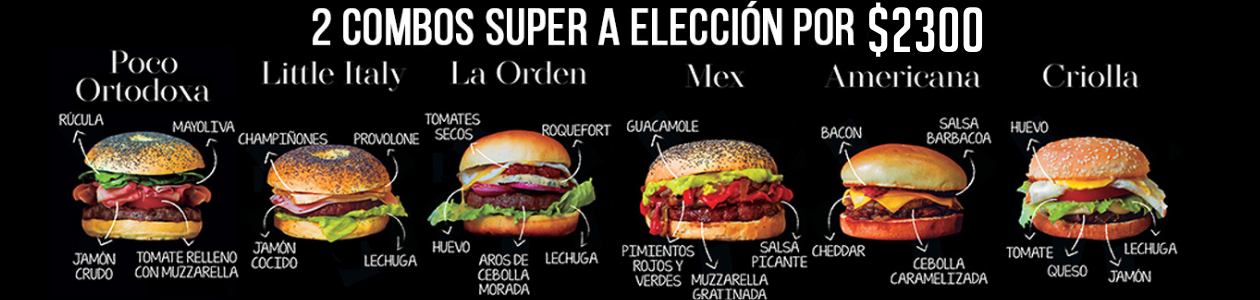 2 COMBOS SUPER A ELECCIÓN POR $2300
Poco
Ortodoxa
RÚCULA
MAYOLIVA
JAMÓN
CRUDO
TOMATE RELLENO
CON MUZZARELLA
Little Italy
CHAMPIÑONES
PROVOLONE
JAMÓN
COCIDO
LECHUGA
La Orden
TOMATES
SECOS
ROQUEFORT
HUEVO
AROS DE
CEBOLLA
MORADA
LECHUGA
Mex
GUACAMOLE
PIMIENTOS
ROJOS Y
VERDES
MUZZARELLA
GRATINADA
SALSA
PICANTE
Americana
BACON
SALSA
BARBACOA
CHEDDAR
CEBOLLA
CARAMELIZADA
Criolla
HUEVO
TOMATE
QUESO
JAMÓN
LECHUGA